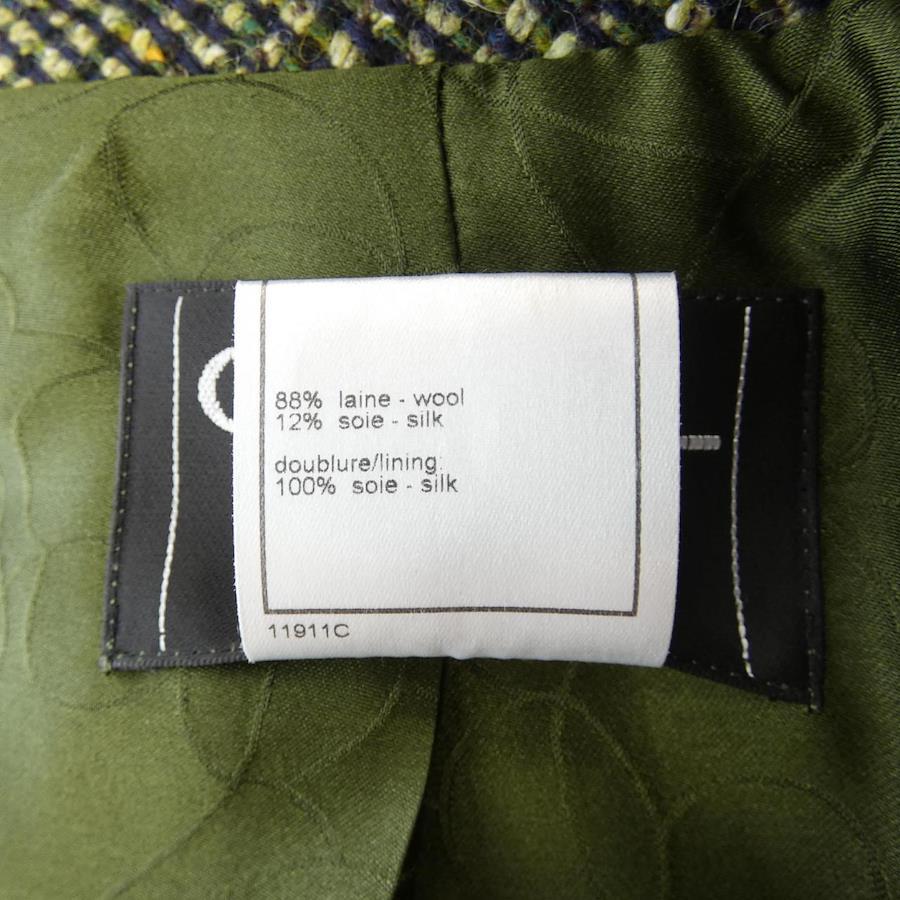 88% laine - wool
12% soie - silk
doublure/lining:
100% soie - silk
11911C